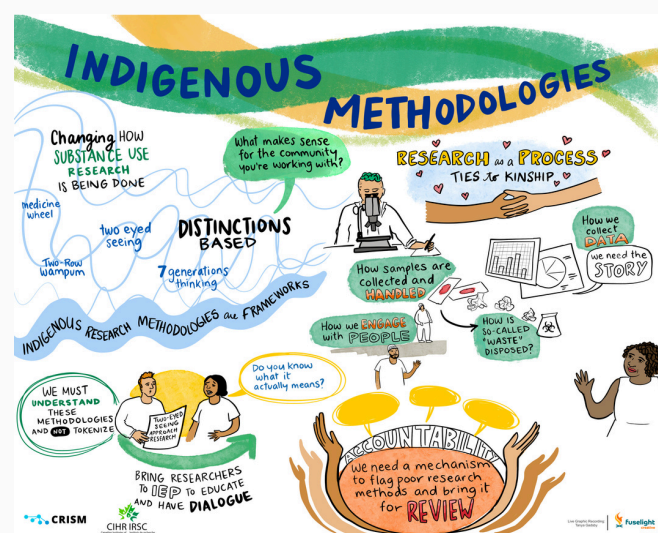 INDIGENOUS
METHODOLOGIES
Changing HOW
SUBSTANCE USE
RESEARCH
IS BEING DONE
medicine
wheel
two eyed
seeing
Two-Row
Wampum
DISTINCTIONS
BASED
7 generations
thinking
INDIGENOUS RESEARCH METHODOLOGIES are FRAMEWORKS
What makes sense
for the community
you're working with?
RESEARCH as a PROCESS
TIES to KINSHIP
How we
collect
DATA
we need the
STORY
How samples are
collected and
HANDLED
How we ENGAGE
with PEOPLE
HOW IS
SO-CALLED
"WASTE"
DISPOSED?
WE MUST
UNDERSTAND
THESE
METHODOLOGIES
AND NOT TOKENIZE
TWO-EYED
SEEING
APPROACH
RESEARCH
Do you know
what it
actually means?
BRING RESEARCHERS
TO IEP TO EDUCATE
AND HAVE DIALOGUE
ACCOUNTABILITY
We need a mechanism
to flag poor research
methods and bring it
for REVIEW
CRISM
CIHR IRSC
Live Graphic Recording
fuselight
creative